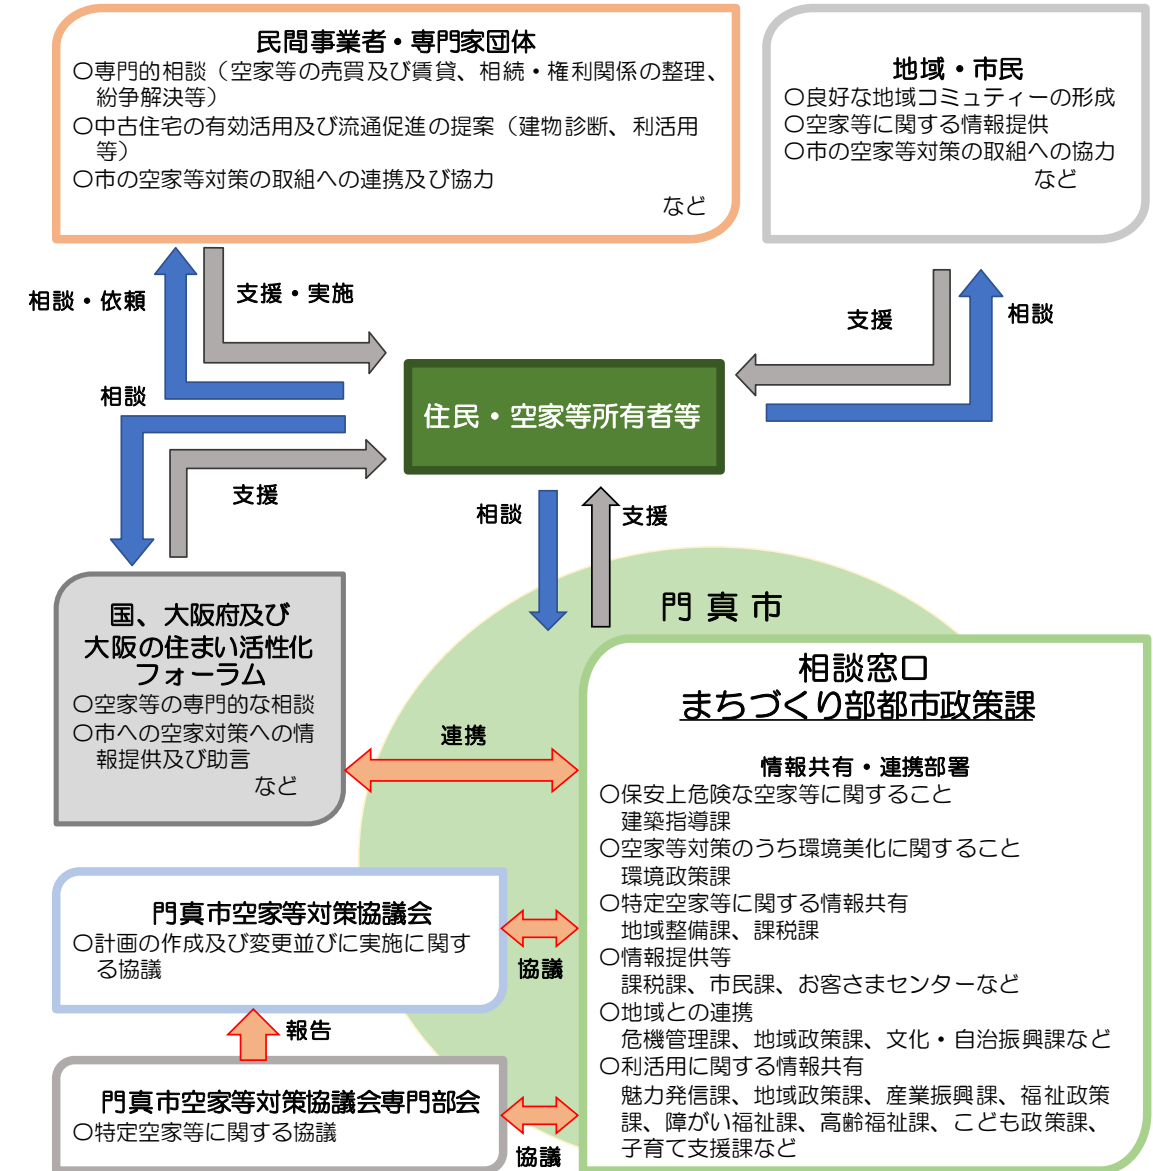 民間事業者・専門家団体
〇専門的相談（空家等の売買及び賃貸、相続・権利関係の整理、
紛争解決等）
〇中古住宅の有効活用及び流通促進の提案（建物診断、利活用
等）
〇市の空家等対策の取組への連携及び協力
など
地域・市民
〇良好な地域コミュティーの形成
〇空家等に関する情報提供
〇市の空家等対策の取組への協力
など
相談・依頼
支援・実施
支援
相談
相談
住民・空家等所有者等
支援
相談
支援
国、大阪府及び
大阪の住まい活性化
フォーラム
〇空家等の専門的な相談
〇市への空家対策への情
報提供及び助言
など
門真市
相談窓口
まちづくり部都市政策課
連携
情報共有・連携部署
〇保安上危険な空家等に関すること
建築指導課
〇空家等対策のうち環境美化に関すること
環境政策課
〇特定空家等に関する情報共有
地域整備課、課税課
〇情報提供等
課税課、市民課、お客さまセンターなど
〇地域との連携
危機管理課、地域政策課、文化・自治振興課など
〇利活用に関する情報共有
魅力発信課、地域政策課、産業振興課、福祉政策
課、障がい福祉課、高齢福祉課、こども政策課、
子育て支援課など
門真市空家等対策協議会
〇計画の作成及び変更並びに実施に関す
る協議
協議
報告
門真市空家等対策協議会専門部会
〇特定空家等に関する協議
協議